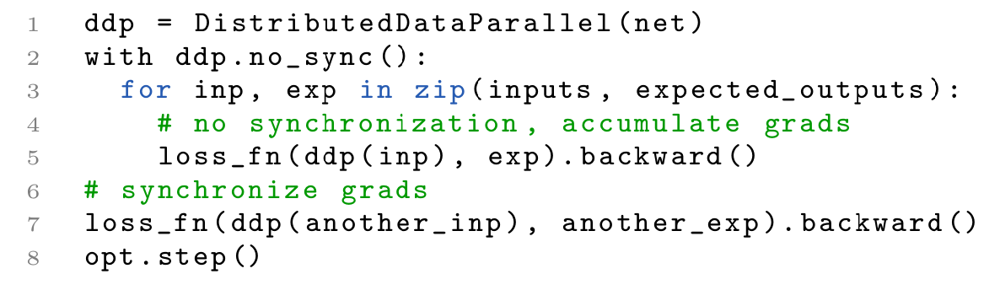 1 ddp = DistributedDataParallel(net)
2 with ddp.no_sync():
3   for inp, exp in zip(inputs, expected_outputs):
4     # no synchronization, accumulate grads
5     loss_fn(ddp(inp), exp).backward()
6 # synchronize grads
7 loss_fn(ddp(another_inp), another_exp).backward()
8 opt.step()